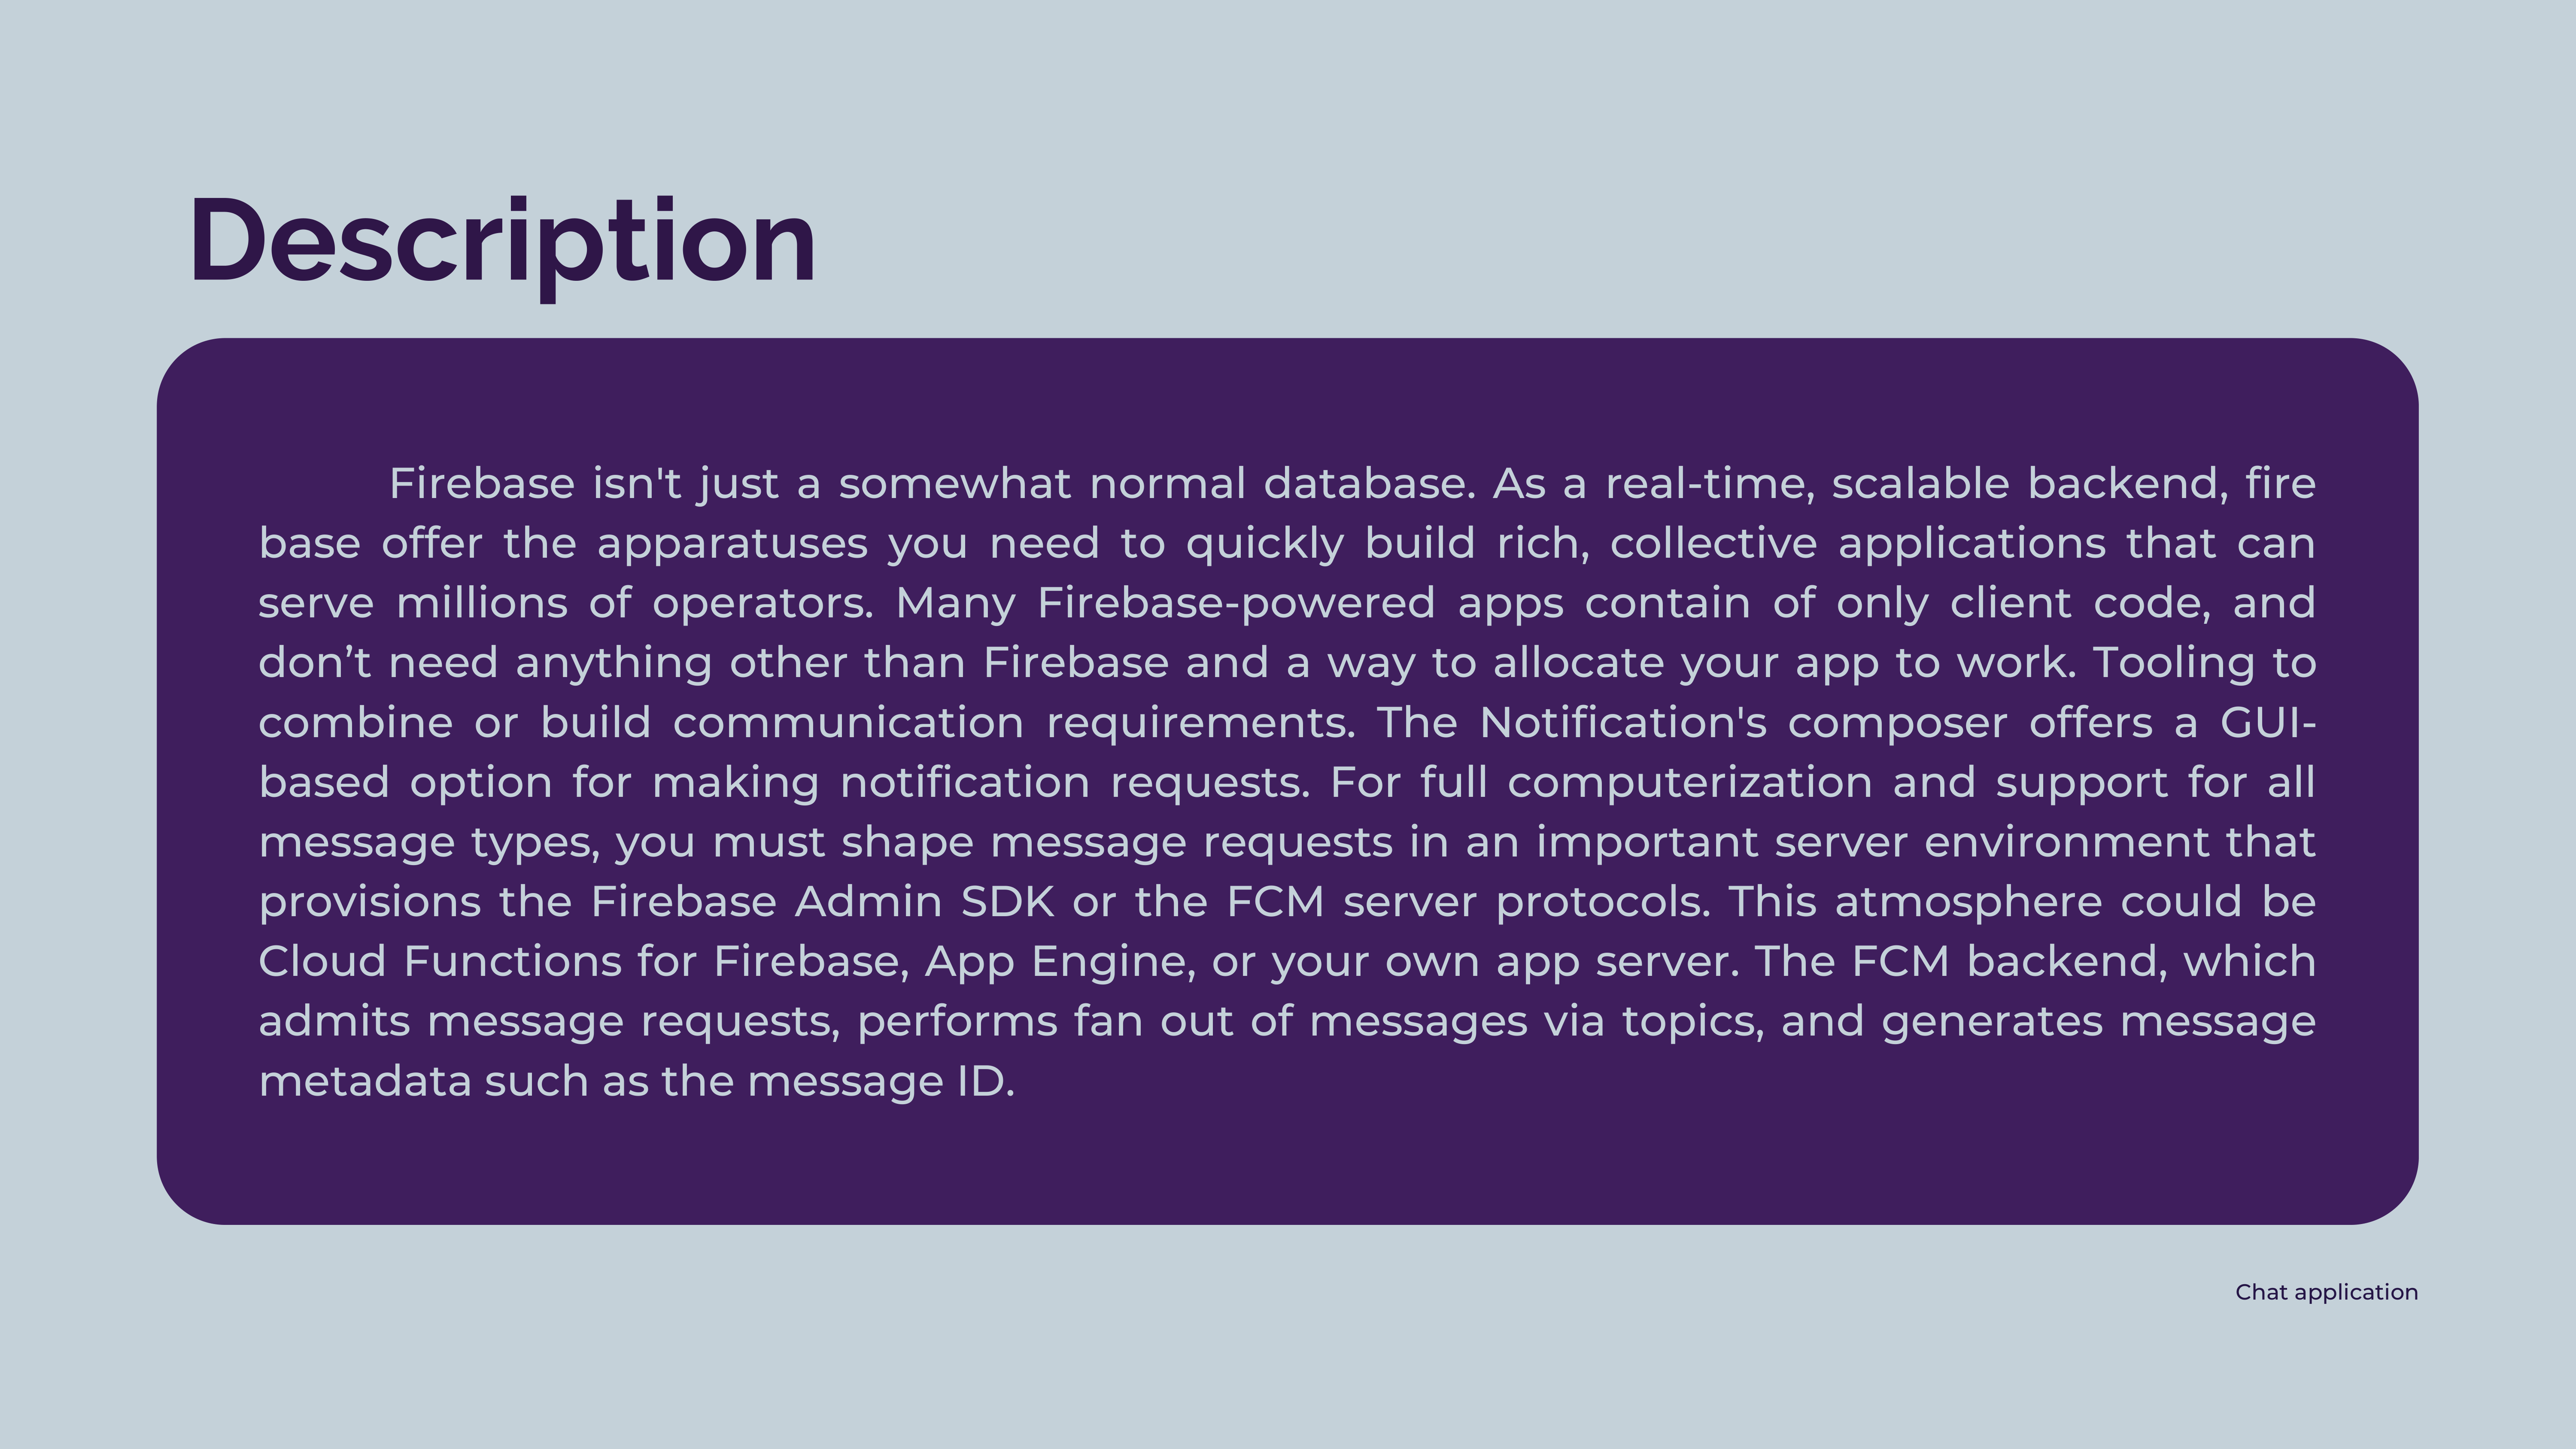 Description
Firebase isn't just a somewhat normal database. As a real-time, scalable backend, fire
base offer the apparatuses you need to quickly build rich, collective applications that can
serve millions of operators. Many Firebase-powered apps contain of only client code, and
don’t need anything other than Firebase and a way to allocate your app to work. Tooling to
combine or build communication requirements. The Notification's composer offers a GUI-
based option for making notification requests. For full computerization and support for all
message types, you must shape message requests in an important server environment that
provisions the Firebase Admin SDK or the FCM server protocols. This atmosphere could be
Cloud Functions for Firebase, App Engine, or your own app server. The FCM backend, which
admits message requests, performs fan out of messages via topics, and generates message
metadata such as the message ID.
Chat application